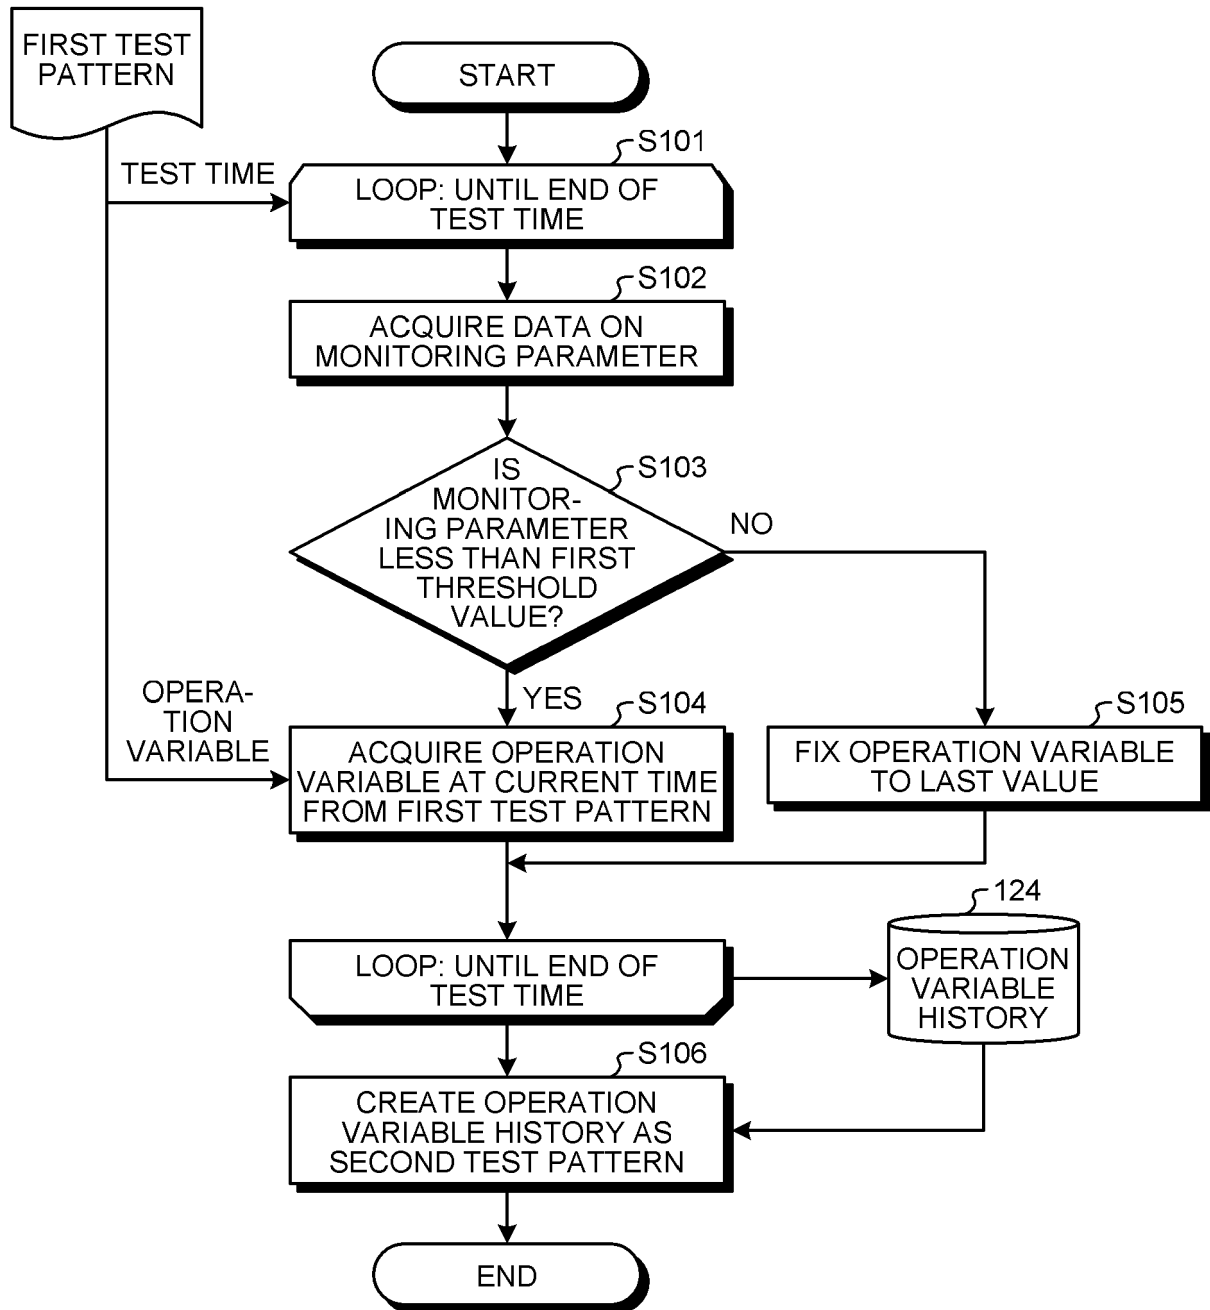 FIRST TEST
PATTERN
START
TEST TIME
S101
LOOP: UNTIL END OF
TEST TIME
S102
ACQUIRE DATA ON
MONITORING PARAMETER
S103
IS
MONITOR-
ING PARAMETER
LESS THAN FIRST
THRESHOLD
VALUE?
NO
YES
OPERA-
TION
VARIABLE
S104
ACQUIRE OPERATION
VARIABLE AT CURRENT TIME
FROM FIRST TEST PATTERN
S105
FIX OPERATION VARIABLE
TO LAST VALUE
LOOP: UNTIL END OF
TEST TIME
124
OPERATION
VARIABLE
HISTORY
S106
CREATE OPERATION
VARIABLE HISTORY AS
SECOND TEST PATTERN
END